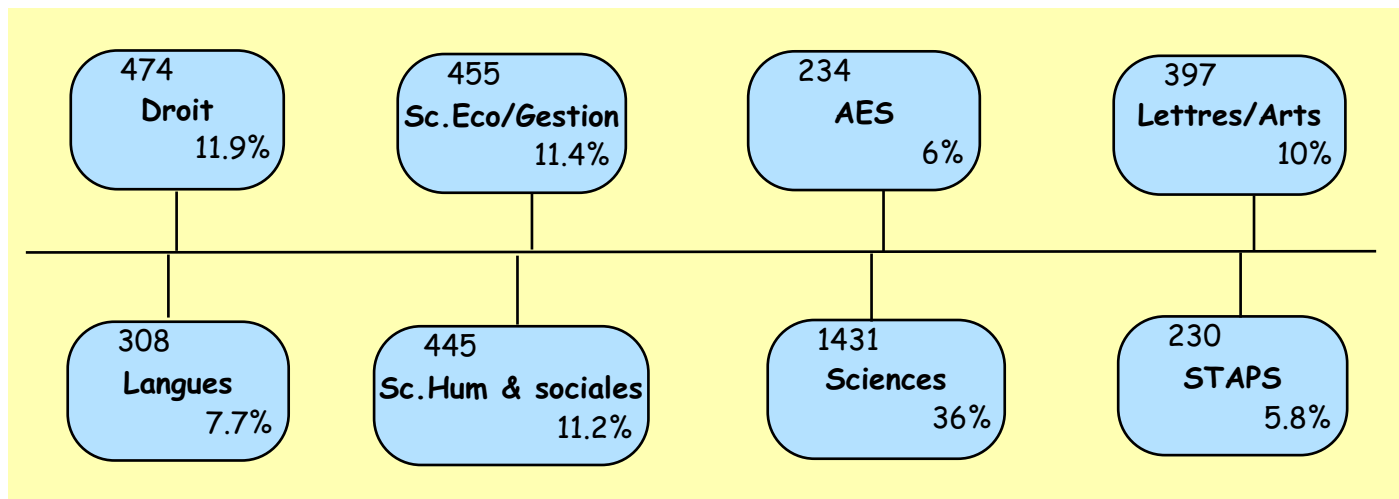 474
Droit
11.9%
455
Sc.Eco/Gestion
11.4%
234
AES
6%
397
Lettres/Arts
10%
308
Langues
7.7%
445
Sc.Hum & sociales
11.2%
1431
Sciences
36%
230
STAPS
5.8%